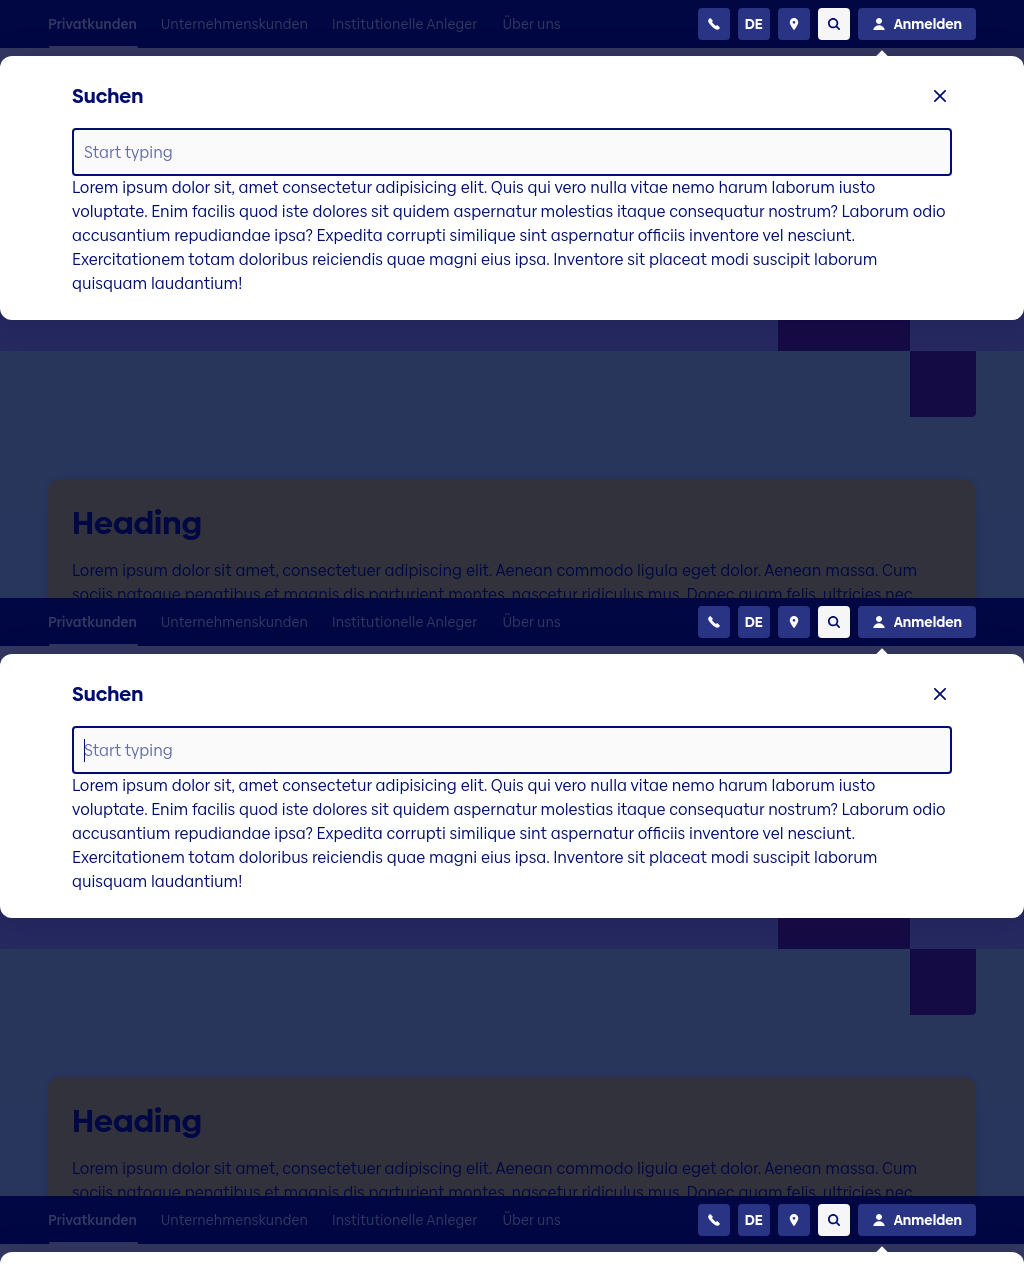 Privatkunden Unternehmenskunden Institutionelle Anleger Über uns DE Anmelden
Suchen
Start typing
Lorem ipsum dolor sit, amet consectetur adipisicing elit. Quis qui vero nulla vitae nemo harum laborum iusto
voluptate. Enim facilis quod iste dolores sit quidem aspernatur molestias itaque consequatur nostrum? Laborum odio
accusantium repudiandae ipsa? Expedita corrupti similique sint aspernatur officiis inventore vel nesciunt.
Exercitationem totam doloribus reiciendis quae magni eius ipsa. Inventore sit placeat modi suscipit laborum
quisquam laudantium!
Heading
Lorem ipsum dolor sit amet, consectetuer adipiscing elit. Aenean commodo ligula eget dolor. Aenean massa. Cum
sociis natoque penatibus et magnis dis parturient montes, nascetur ridiculus mus. Donec quam felis, ultricies nec
Privatkunden Unternehmenskunden Institutionelle Anleger Über uns DE Anmelden
Suchen
Start typing
Lorem ipsum dolor sit, amet consectetur adipisicing elit. Quis qui vero nulla vitae nemo harum laborum iusto
voluptate. Enim facilis quod iste dolores sit quidem aspernatur molestias itaque consequatur nostrum? Laborum odio
accusantium repudiandae ipsa? Expedita corrupti similique sint aspernatur officiis inventore vel nesciunt.
Exercitationem totam doloribus reiciendis quae magni eius ipsa. Inventore sit placeat modi suscipit laborum
quisquam laudantium!
Heading
Lorem ipsum dolor sit amet, consectetuer adipiscing elit. Aenean commodo ligula eget dolor. Aenean massa. Cum
sociis natoque penatibus et magnis dis parturient montes, nascetur ridiculus mus. Donec quam felis, ultricies nec
Privatkunden Unternehmenskunden Institutionelle Anleger Über uns DE Anmelden